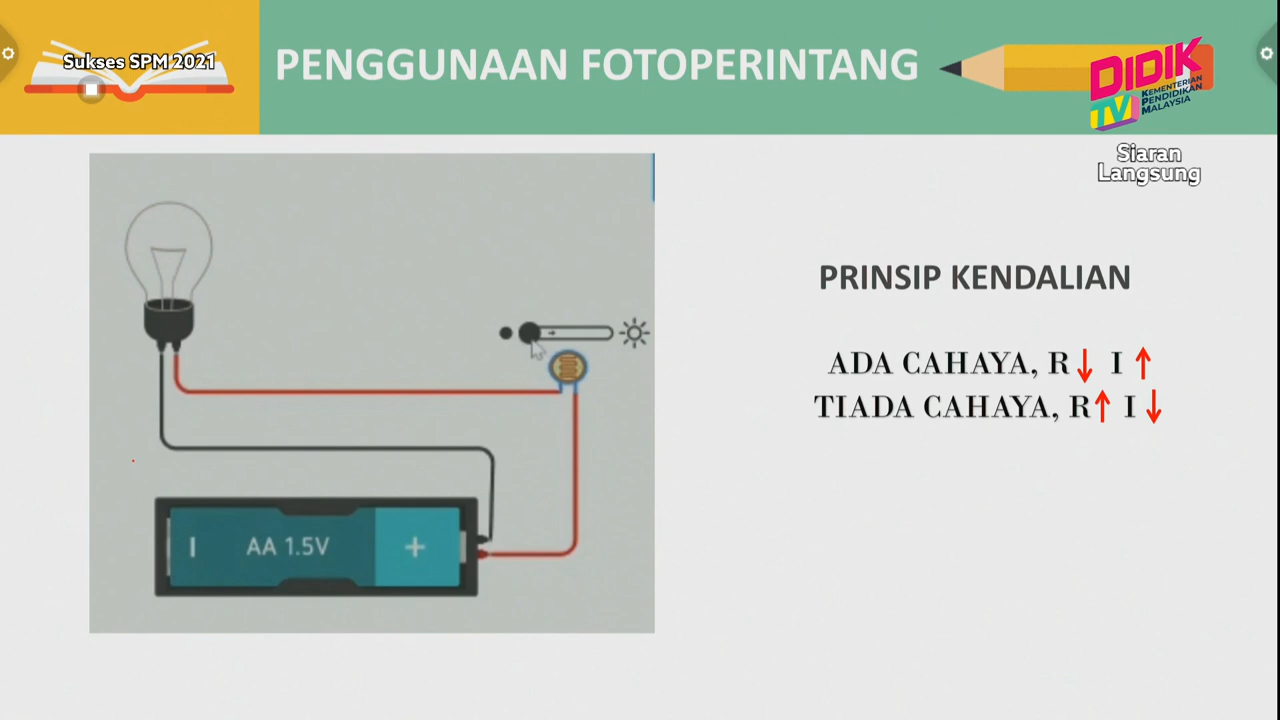 Sukses SPM 2021
PENGGUNAAN FOTOPERINTANG
DIDIK
TV
KEMENTERIAN
PENDIDIKAN
MALAYSIA
Siaran
Langsung
PRINSIP KENDALIAN
ADA CAHAYA, R↓ I ↑
TIADA CAHAYA, R↑ I ↓
AA 1.5V +